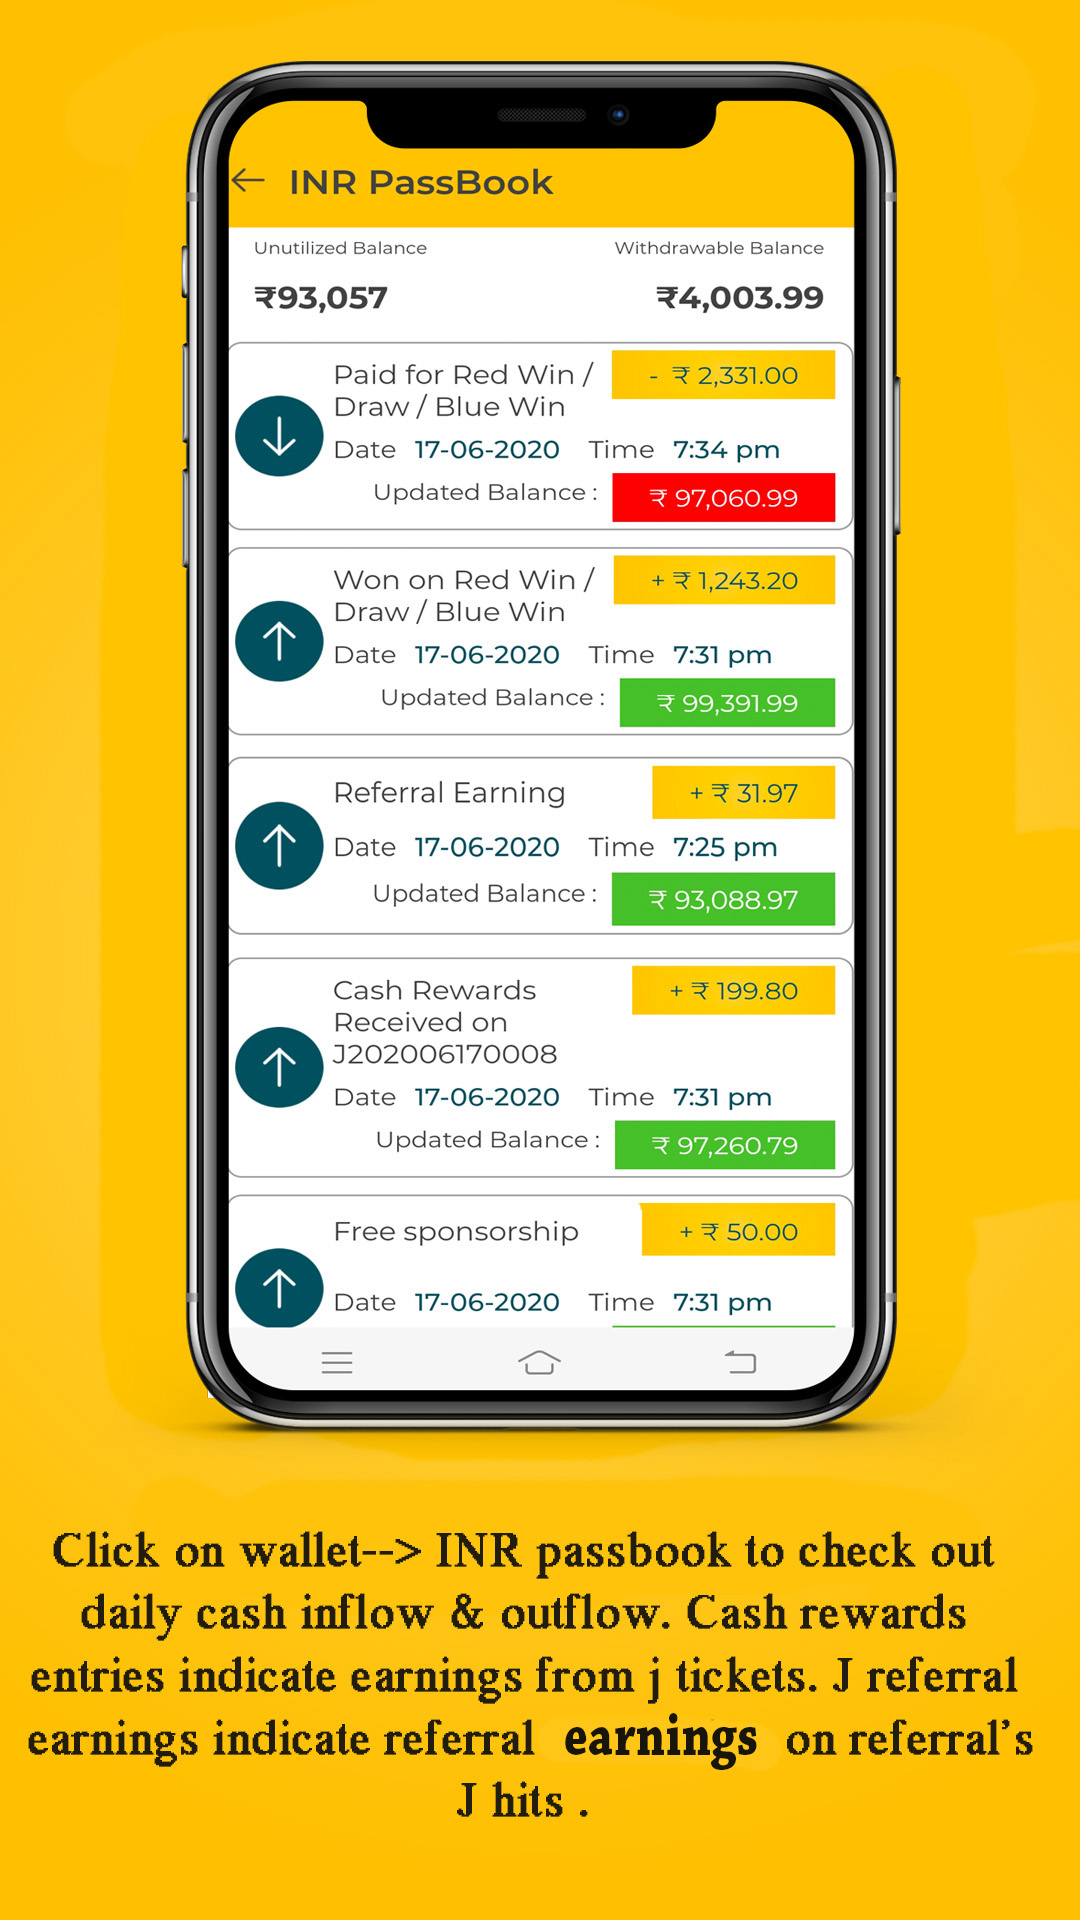 INR PassBook
Unutilized Balance Withdrawable Balance
₹93,057 ₹4,003.99
Paid for Red Win / - ₹ 2,331.00
Draw / Blue Win
Date 17-06-2020 Time 7:34 pm
Updated Balance : ₹ 97,060.99
Won on Red Win / + ₹ 1,243.20
Draw / Blue Win
Date 17-06-2020 Time 7:31 pm
Updated Balance : ₹ 99,391.99
Referral Earning + ₹ 31.97
Date 17-06-2020 Time 7:25 pm
Updated Balance : ₹ 93,088.97
Cash Rewards + ₹ 199.80
Received on
J202006170008
Date 17-06-2020 Time 7:31 pm
Updated Balance : ₹ 97,260.79
Free sponsorship + ₹ 50.00
Date 17-06-2020 Time 7:31 pm
Click on wallet--> INR passbook to check out
daily cash inflow & outflow. Cash rewards
entries indicate earnings from j tickets. J referral
earnings indicate referral earnings on referral's
J hits .